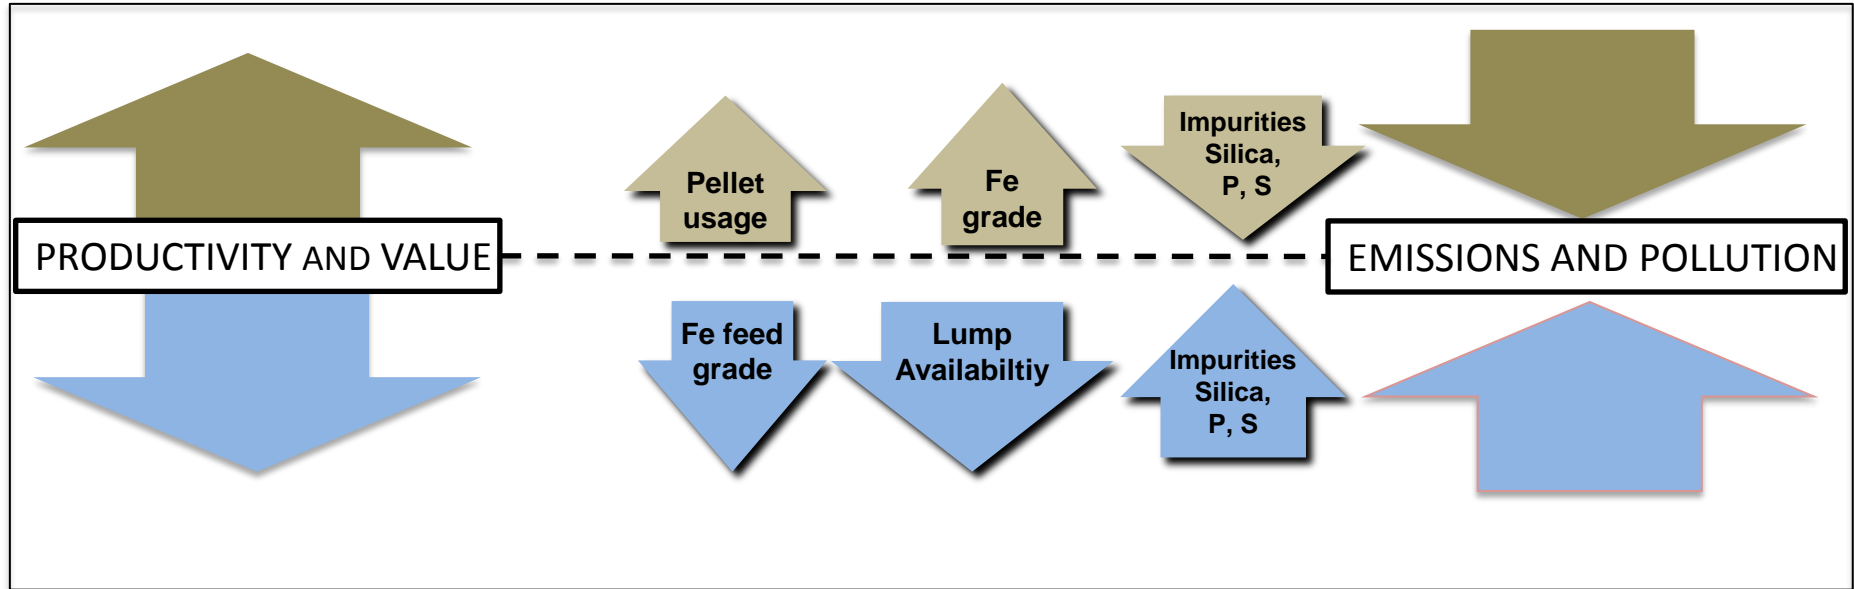 Pellet
usage
Fe
grade
Impurities
Silica,
P, S
PRODUCTIVITY AND VALUE
EMISSIONS AND POLLUTION
Fe feed
grade
Lump
Availabiltiy
Impurities
Silica,
P, S